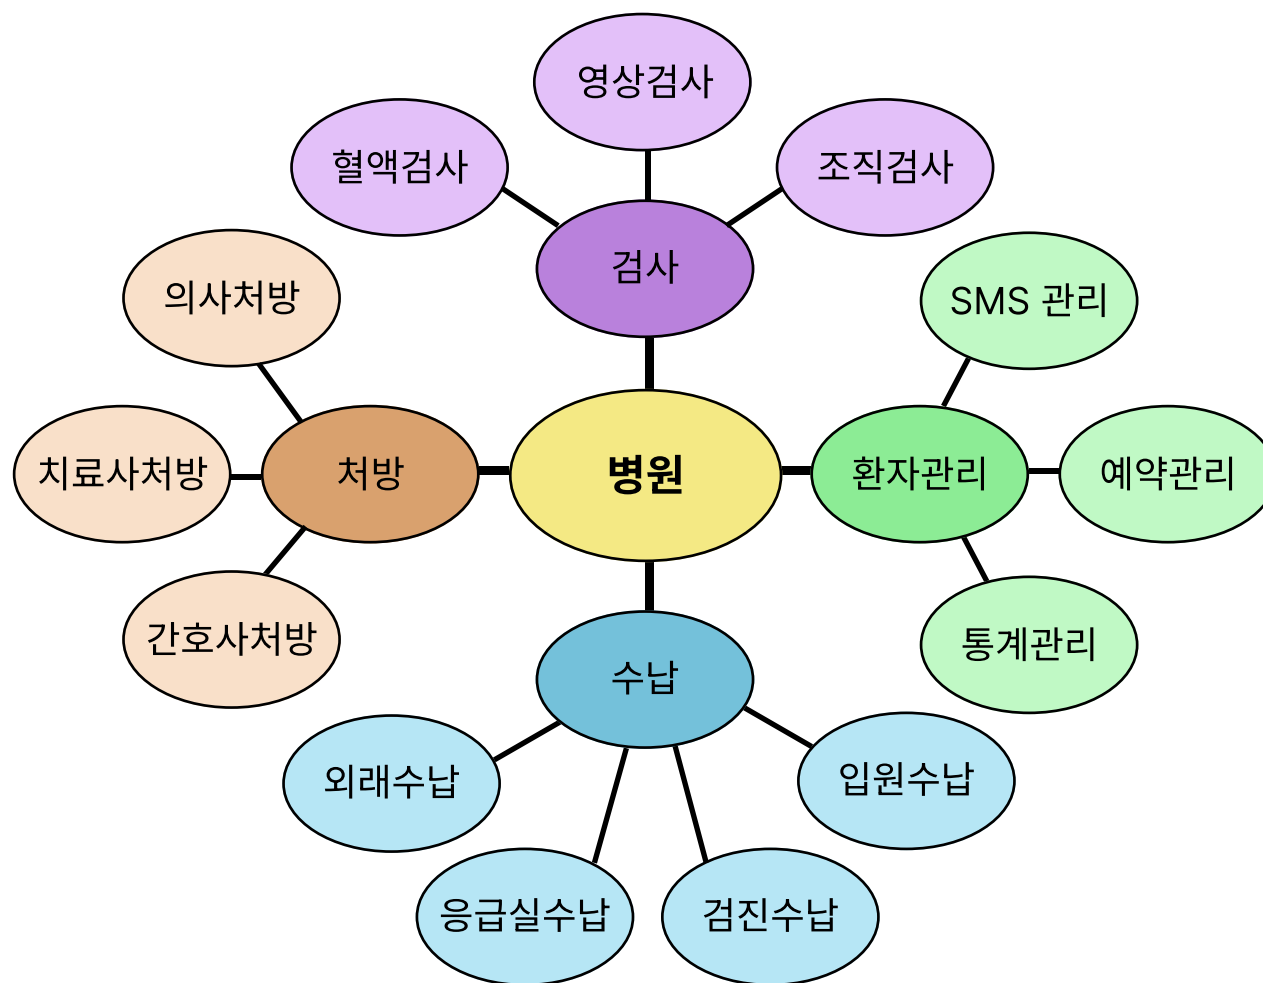 영상검사
혈액검사
조직검사
검사
의사처방
SMS 관리
치료사처방
처방
병원
환자관리
예약관리
간호사처방
통계관리
수납
외래수납
입원수납
응급실수납
검진수납